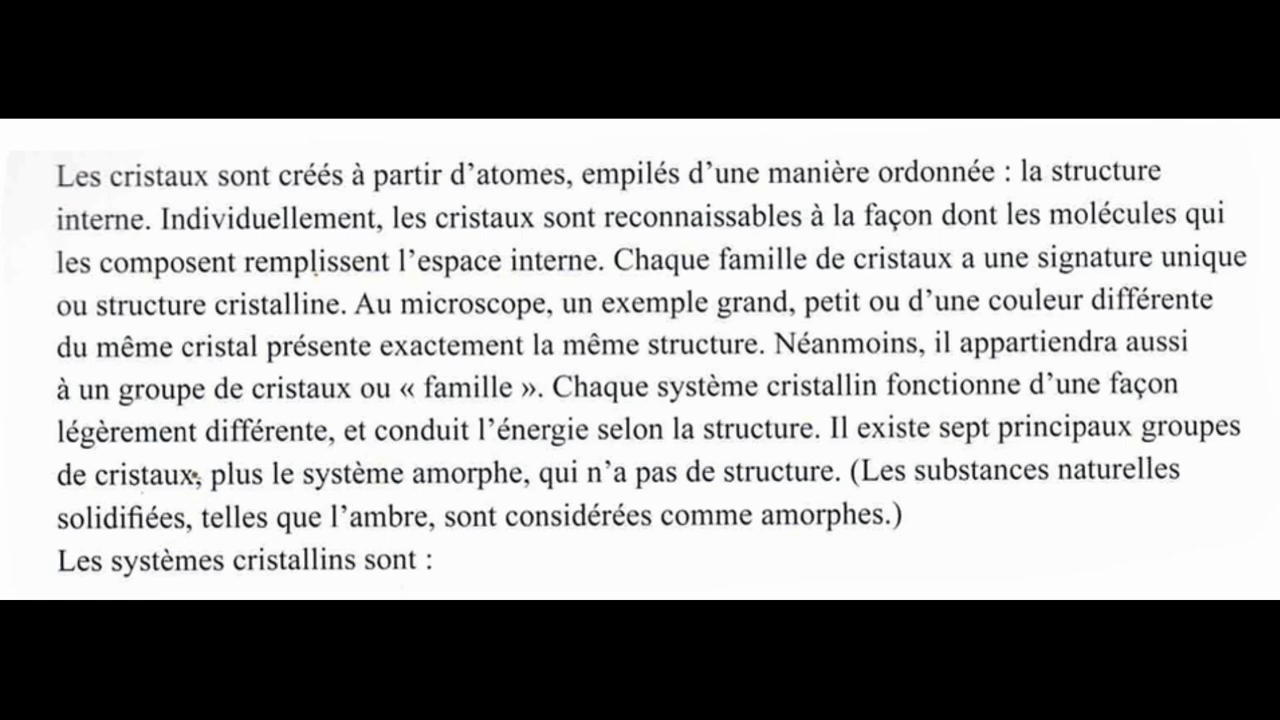 Les cristaux sont créés à partir d’atomes, empilés d’une manière ordonnée : la structure
interne. Individuellement, les cristaux sont reconnaissables à la façon dont les molécules qui
les composent remplissent l’espace interne. Chaque famille de cristaux a une signature unique
ou structure cristalline. Au microscope, un exemple grand, petit ou d’une couleur différente
du même cristal présente exactement la même structure. Néanmoins, il appartiendra aussi
à un groupe de cristaux ou « famille ». Chaque système cristallin fonctionne d’une façon
légèrement différente, et conduit l’énergie selon la structure. Il existe sept principaux groupes
de cristaux, plus le système amorphe, qui n’a pas de structure. (Les substances naturelles
solidifiées, telles que l’ambre, sont considérées comme amorphes.)
Les systèmes cristallins sont :